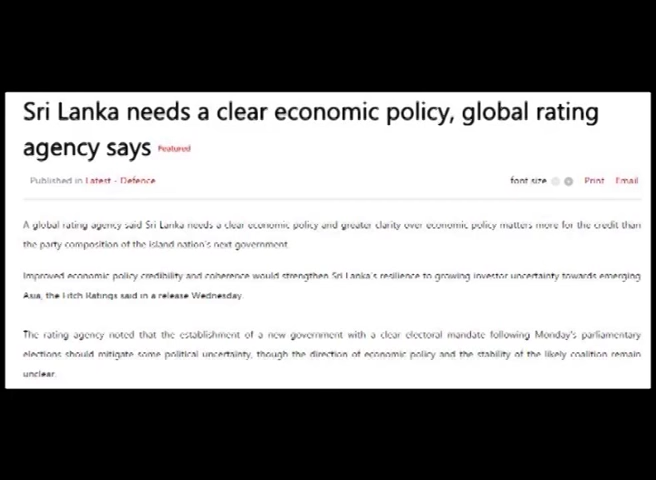 Sri Lanka needs a clear economic policy, global rating
agency says Featured
Published in Latest - Defence font size Print Email
A global rating agency said Sri Lanka needs a clear economic policy and greater clarity over economic policy matters more for the credit than
the party composition of the island nation's next government.
Improved economic policy credibility and coherence would strengthen Sri Lanka's resilience to growing investor uncertainty towards emerging
Asia, the Fitch Ratings said in a release Wednesday.
The rating agency noted that the establishment of a new government with a clear electoral mandate following Monday's parliamentary
elections should mitigate some political uncertainty, though the direction of economic policy and the stability of the likely coalition remain
unclear.